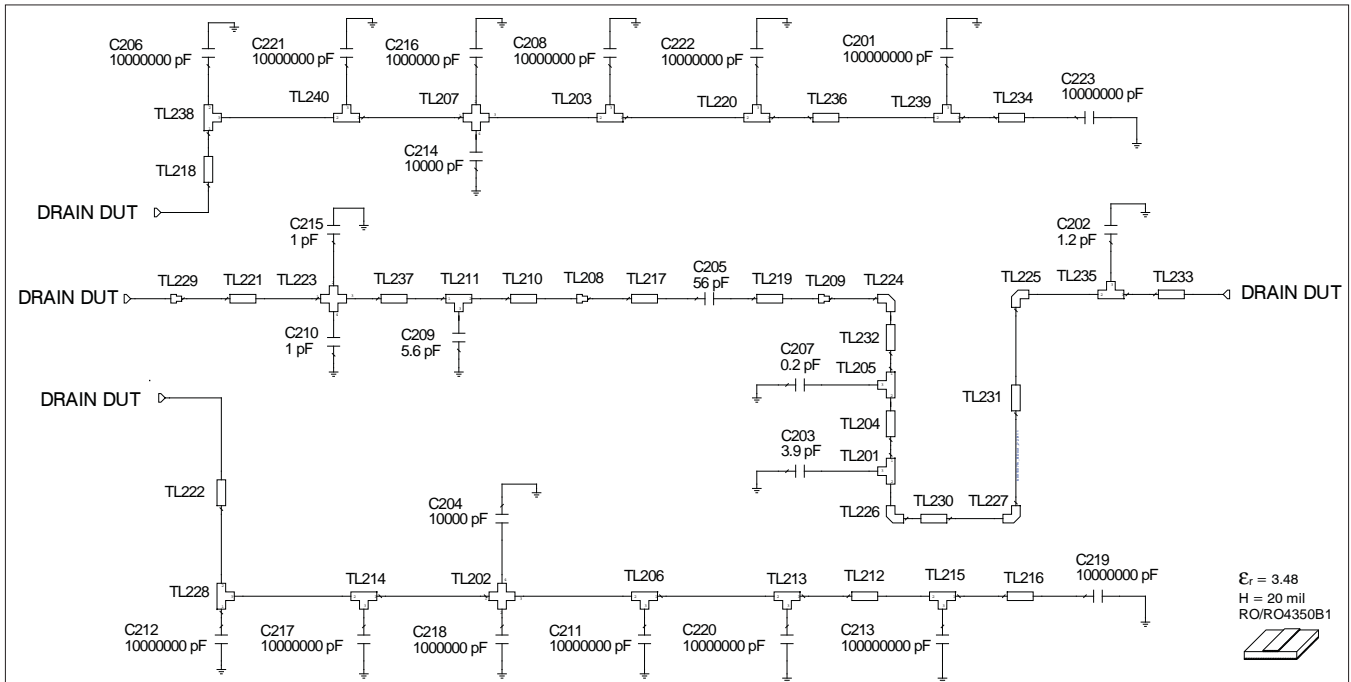 C206
10000000 pF
C221
10000000 pF
C216
1000000 pF
C208
10000000 pF
C222
10000000 pF
C201
100000000 pF
C223
10000000 pF
TL238
TL240
TL207
TL203
TL220
TL236
TL239
TL234
C214
10000 pF
TL218
DRAIN DUT
C215
1 pF
C202
1.2 pF
TL229
TL221
TL223
TL237
TL211
TL210
TL208
TL217
C205
56 pF
TL219
TL209
TL224
TL225
TL235
TL233
DRAIN DUT
DRAIN DUT
C210
1 pF
C209
5.6 pF
TL232
C207
0.2 pF
TL205
DRAIN DUT
TL231
TL204
C203
3.9 pF
TL201
TL222
C204
10000 pF
TL226
TL230
TL227
TL228
TL214
TL202
TL206
TL213
TL212
TL215
TL216
C219
10000000 pF
C212
10000000 pF
C217
10000000 pF
C218
1000000 pF
C211
10000000 pF
C220
10000000 pF
C213
100000000 pF
Ɛr = 3.48
H = 20 mil
RO/RO4350B1